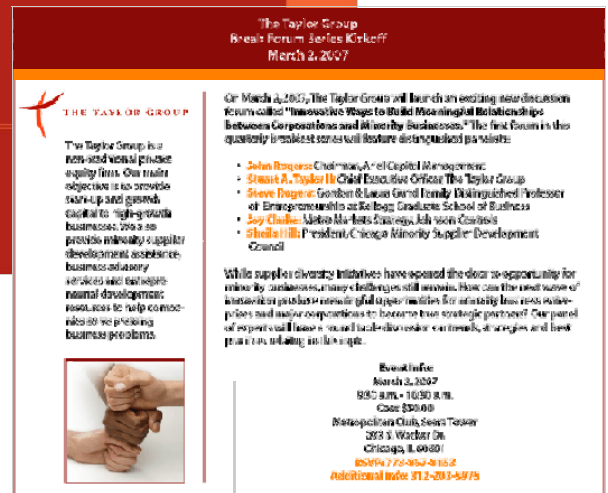 The Taylor Group
Break Forum Series Kickoff
March 2, 2007
THE TAYLOR GROUP
The Taylor Group is a
non-traditional private
equity firm. Our main
objective is to provide
start-up and growth
capital to high-growth
businesses. We also
provide minority supplier
development assistance,
business advisory
services and entrepre-
neurial development
resources to help compa-
nies solve pressing
business problems.
On March 2, 2007, The Taylor Group will launch an exciting new discussion
forum called "Innovative Ways to Build Meaningful Relationships
between Corporations and Minority Businesses." The first forum in this
quarterly breakfast series will feature distinguished panelists:
• John Rogers: Chairman, Ariel Capital Management
• Stuart A. Taylor II: Chief Executive Officer, The Taylor Group
• Steve Rogers: Gordon & Laura Gund Family Distinguished Professor
of Entrepreneurship at Kellogg Graduate School of Business
• Joy Clarke: Metro Markets Strategy, Johnson Controls
• Sheila Hill: President, Chicago Minority Supplier Development
Council
While supplier diversity initiatives have opened the door to opportunity for
minority businesses, many challenges still remain. How can the next wave of
innovation produce meaningful opportunities for minority business enter-
prises and major corporations to become true strategic partners? Our panel
of experts will have a round table discussion on trends, strategies and best
practices relating to this topic.
Event Info:
March 2, 2007
a.m. - 10:30 a.m.
Cost: $30.00
Metropolitan Club, Sears Tower
233 S. Wacker Dr.
Chicago, IL
RSVP:
Additional Info: 312-